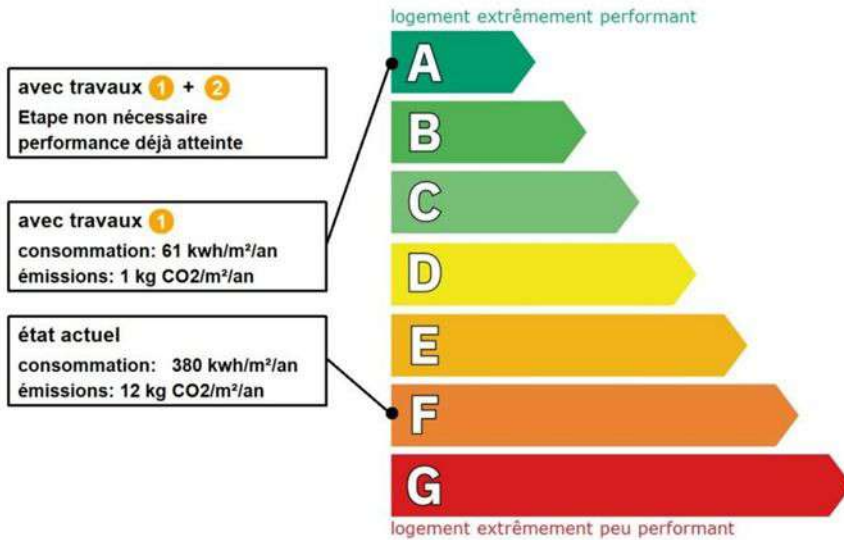 logement extrêmement performant
A
avec travaux 1 + 2
Etape non nécessaire
performance déjà atteinte
B
C
avec travaux 1
consommation: 61 kwh/m²/an
émissions: 1 kg CO2/m²/an
D
état actuel
consommation: 380 kwh/m²/an
émissions: 12 kg CO2/m²/an
E
F
G
logement extrêmement peu performant